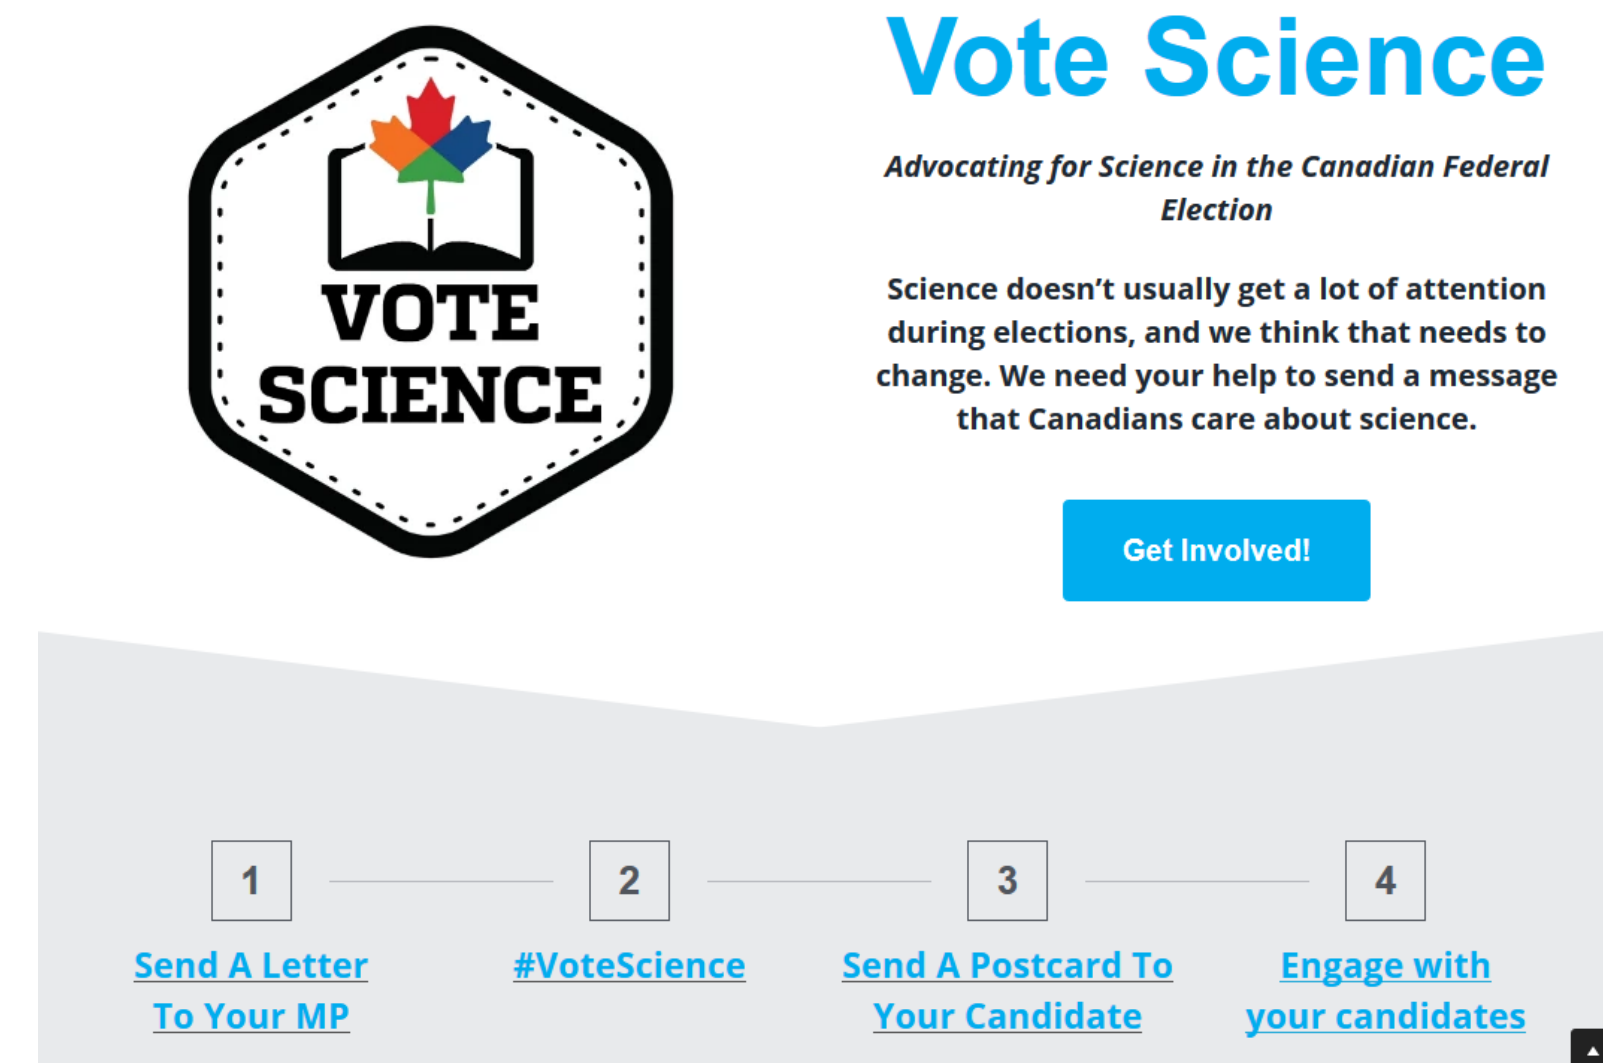 VOTE
SCIENCE
Vote Science
Advocating for Science in the Canadian Federal
Election
Science doesn’t usually get a lot of attention
during elections, and we think that needs to
change. We need your help to send a message
that Canadians care about science.
Get Involved!
1
Send A Letter
To Your MP
2
#VoteScience
3
Send A Postcard To
Your Candidate
4
Engage with
your candidates